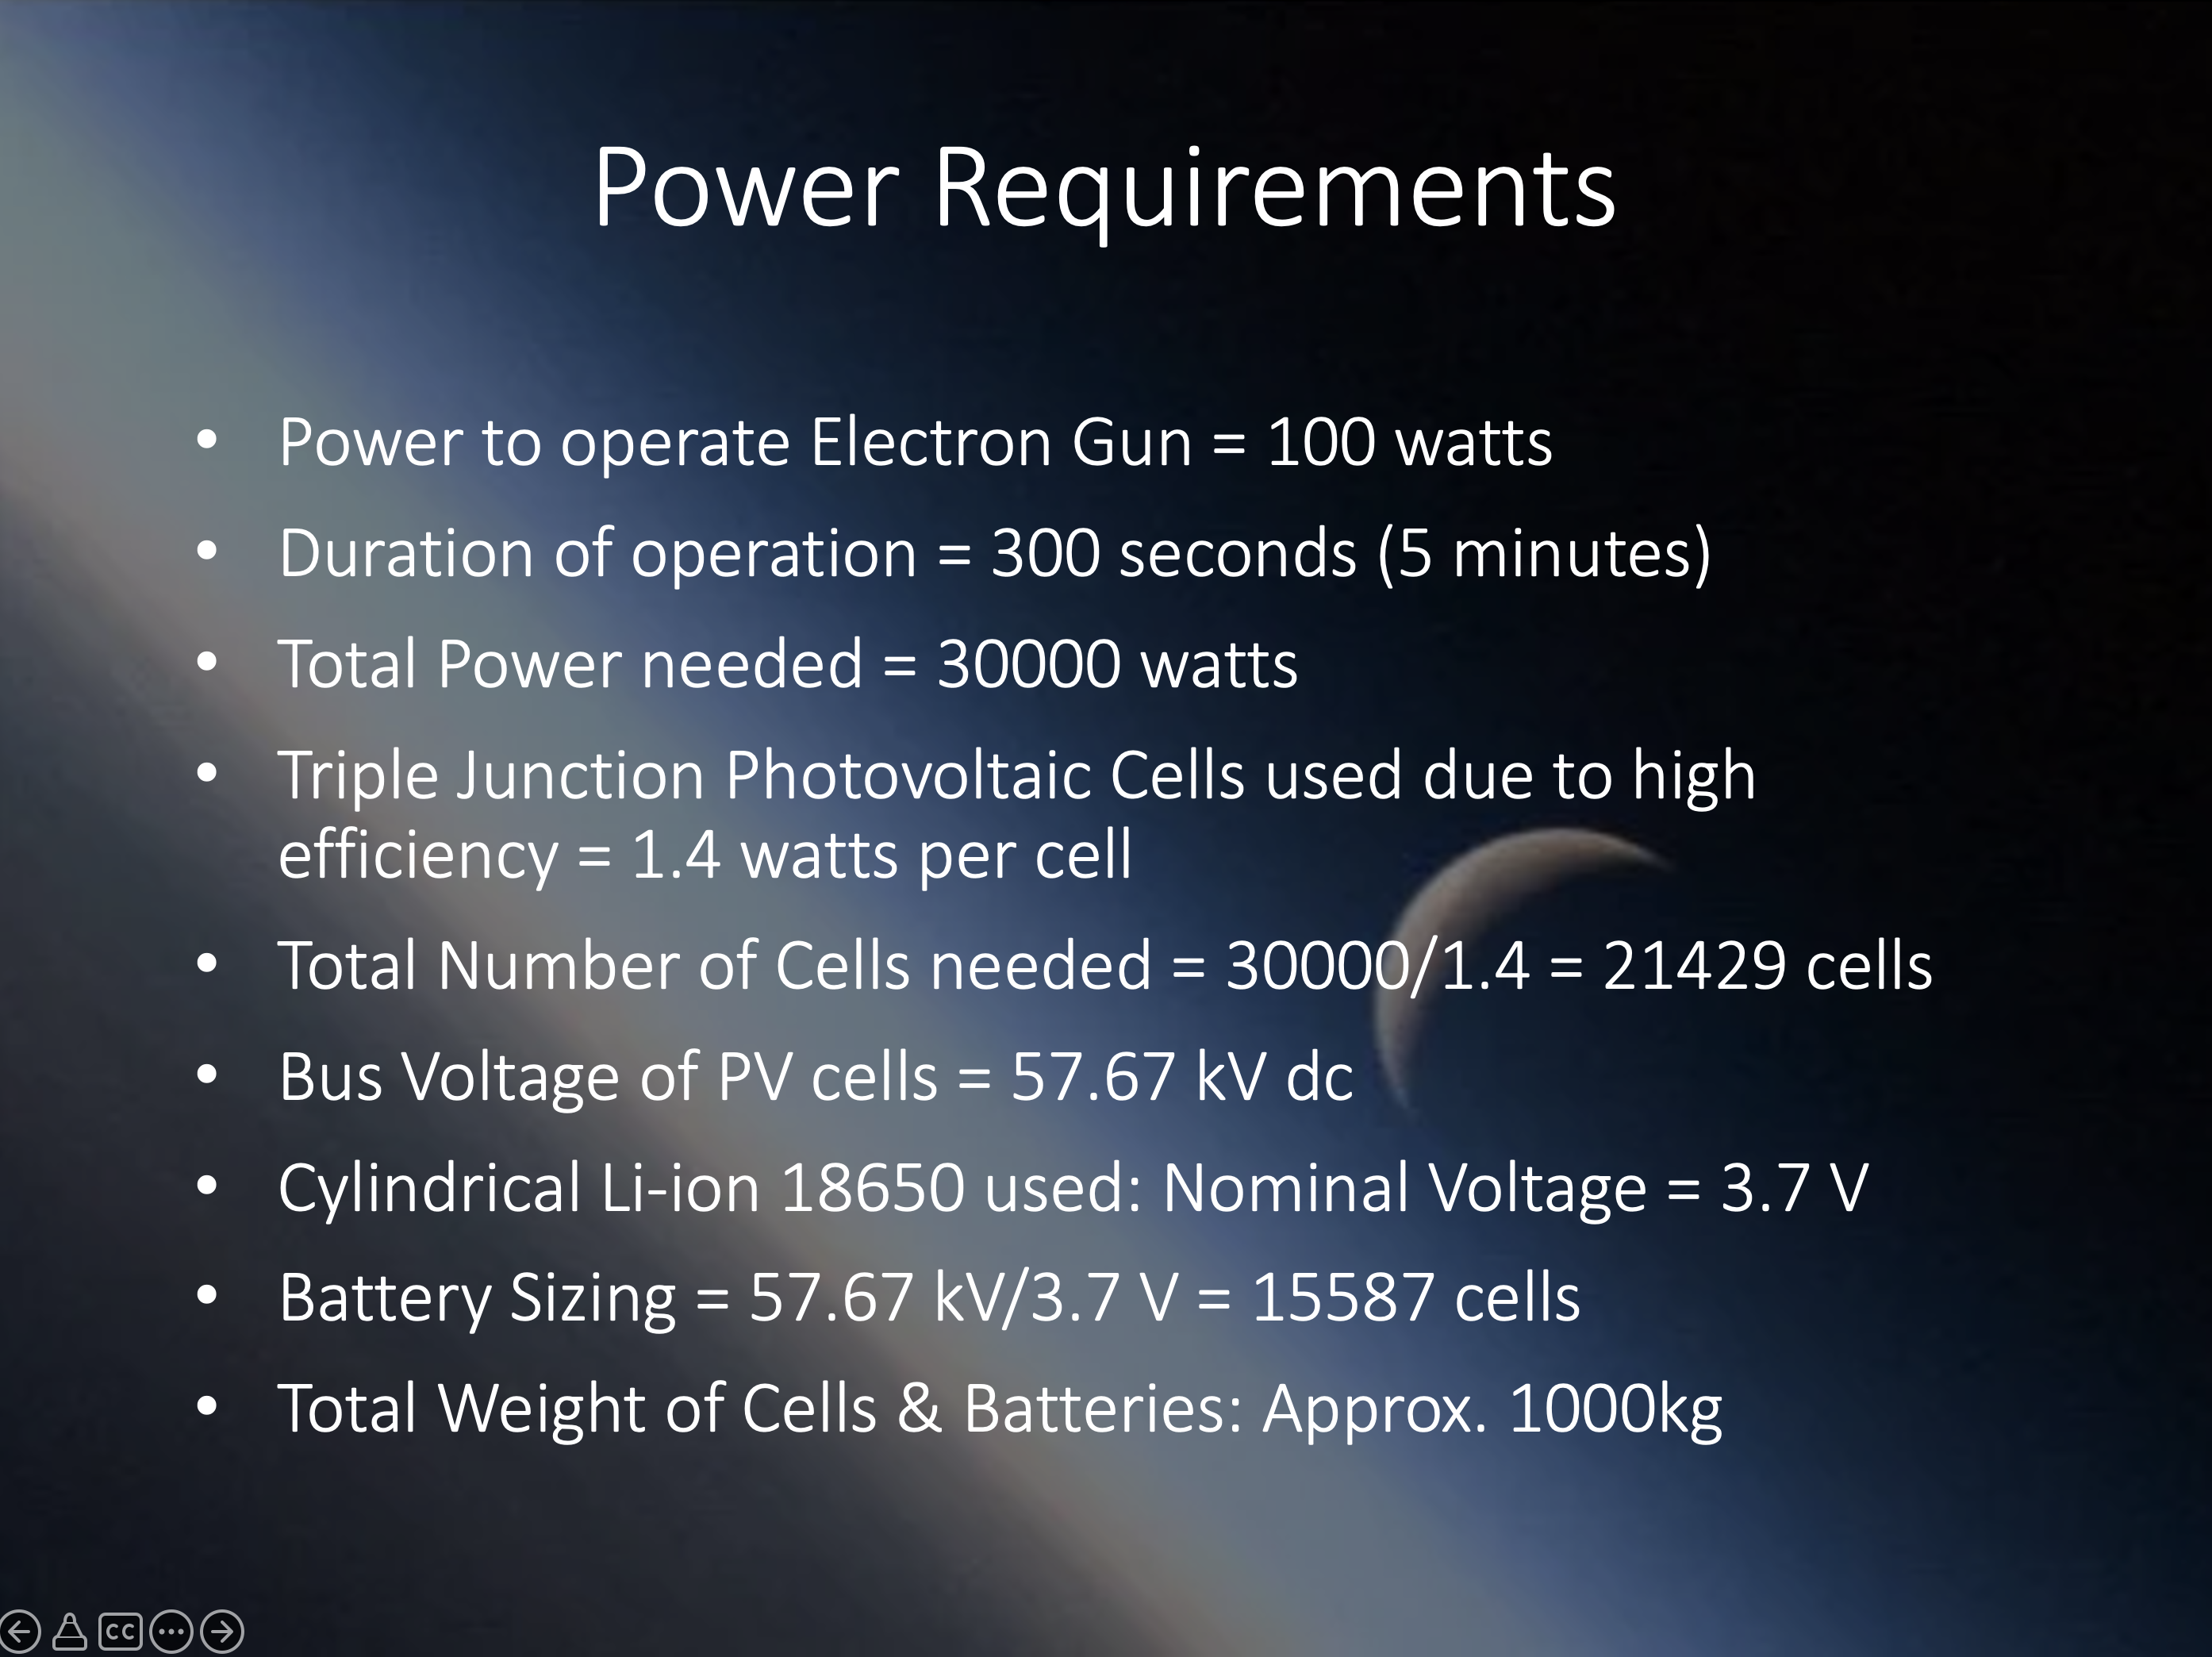 Power Requirements
• Power to operate Electron Gun = 100 watts
• Duration of operation = 300 seconds (5 minutes)
• Total Power needed = 30000 watts
• Triple Junction Photovoltaic Cells used due to high
efficiency = 1.4 watts per cell
• Total Number of Cells needed = 30000/1.4 = 21429 cells
• Bus Voltage of PV cells = 57.67 kV dc
• Cylindrical Li-ion 18650 used: Nominal Voltage = 3.7 V
• Battery Sizing = 57.67 kV/3.7 V = 15587 cells
• Total Weight of Cells & Batteries: Approx. 1000kg
CC